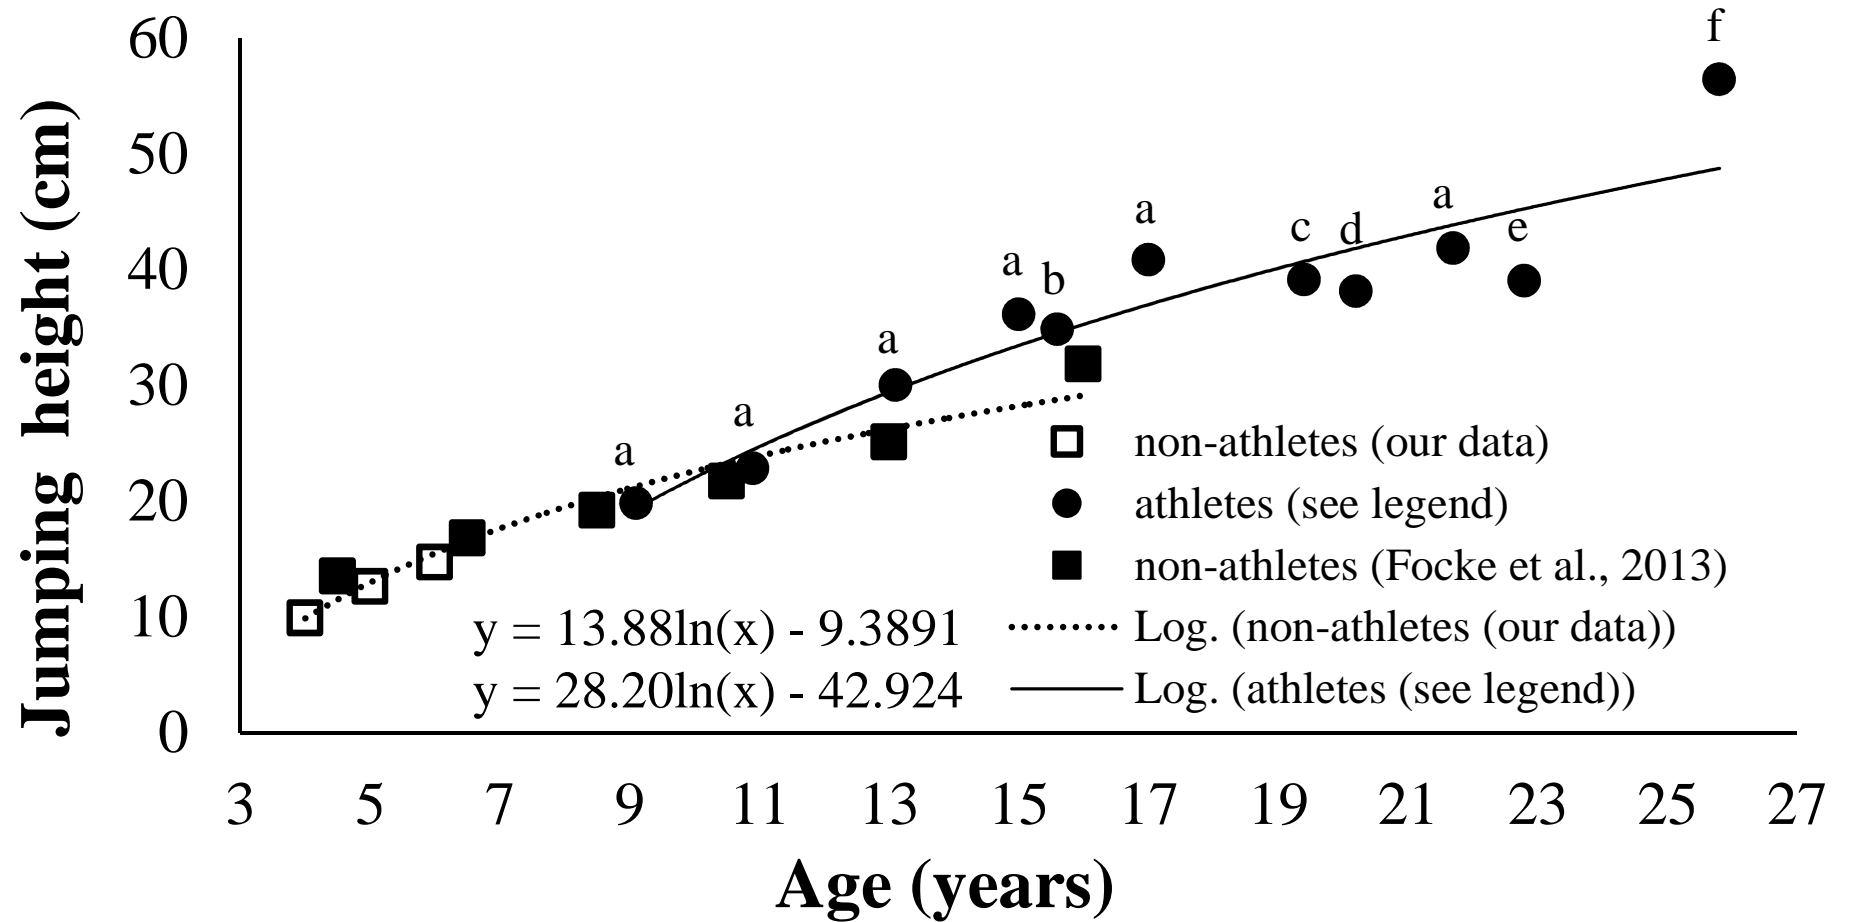 60
50
40
30
20
10
0
Jumping height (cm)
f
a
a
c
d
e
a
b
a
a
a
non-athletes (our data)
athletes (see legend)
non-athletes (Focke et al., 2013)
y = 13.88ln(x) - 9.3891
Log. (non-athletes (our data))
y = 28.20ln(x) - 42.924
Log. (athletes (see legend))
3 5 7 9 11 13 15 17 19 21 23 25 27
Age (years)